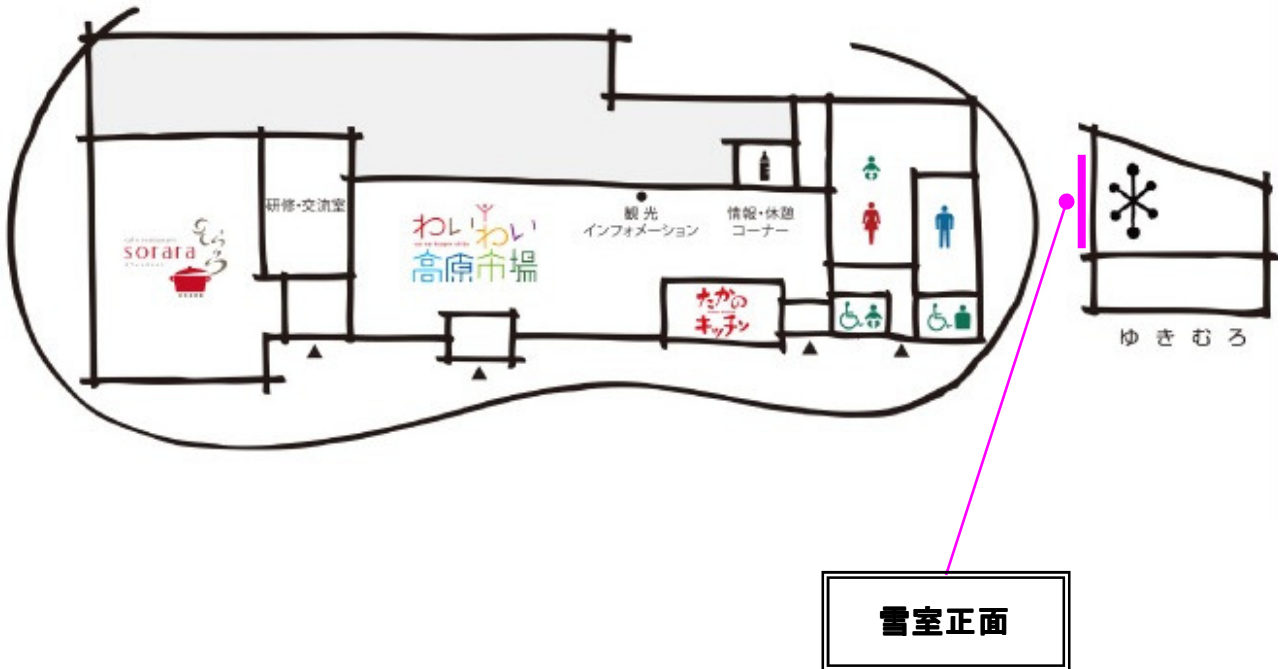 研修・交流室
sorara
そらら
わいわい
高原市場
観光
インフォメーション
情報・休憩
コーナー
たかの
キッチン
ゆきむろ
雪室正面